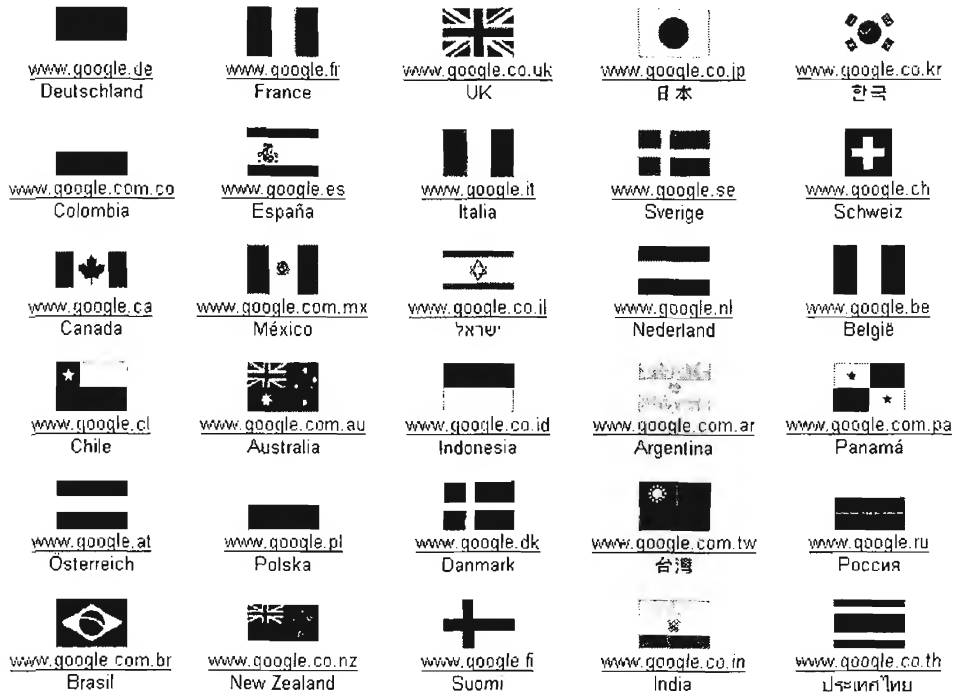 www.google.de www.google.fr www.google.co.uk www.google.co.jp www.google.co.kr
Deutschland France UK 日本 한국
www.google.com.co www.google.es www.google.it www.google.se www.google.ch
Colombia España Italia Sverige Schweiz
www.google.ca www.google.com.mx www.google.co.il www.google.nl www.google.be
Canada México ישראל Nederland België
www.google.cl www.google.com.au www.google.co.id www.google.com.ar www.google.com.pa
Chile Australia Indonesia Argentina Panamá
www.google.at www.google.pl www.google.dk www.google.com.tw www.google.ru
Österreich Polska Danmark 台灣 Россия
www.google.com.br www.google.co.nz www.google.fi www.google.co.in www.google.co.th
Brasil New Zealand Suomi India ประเทศไทย